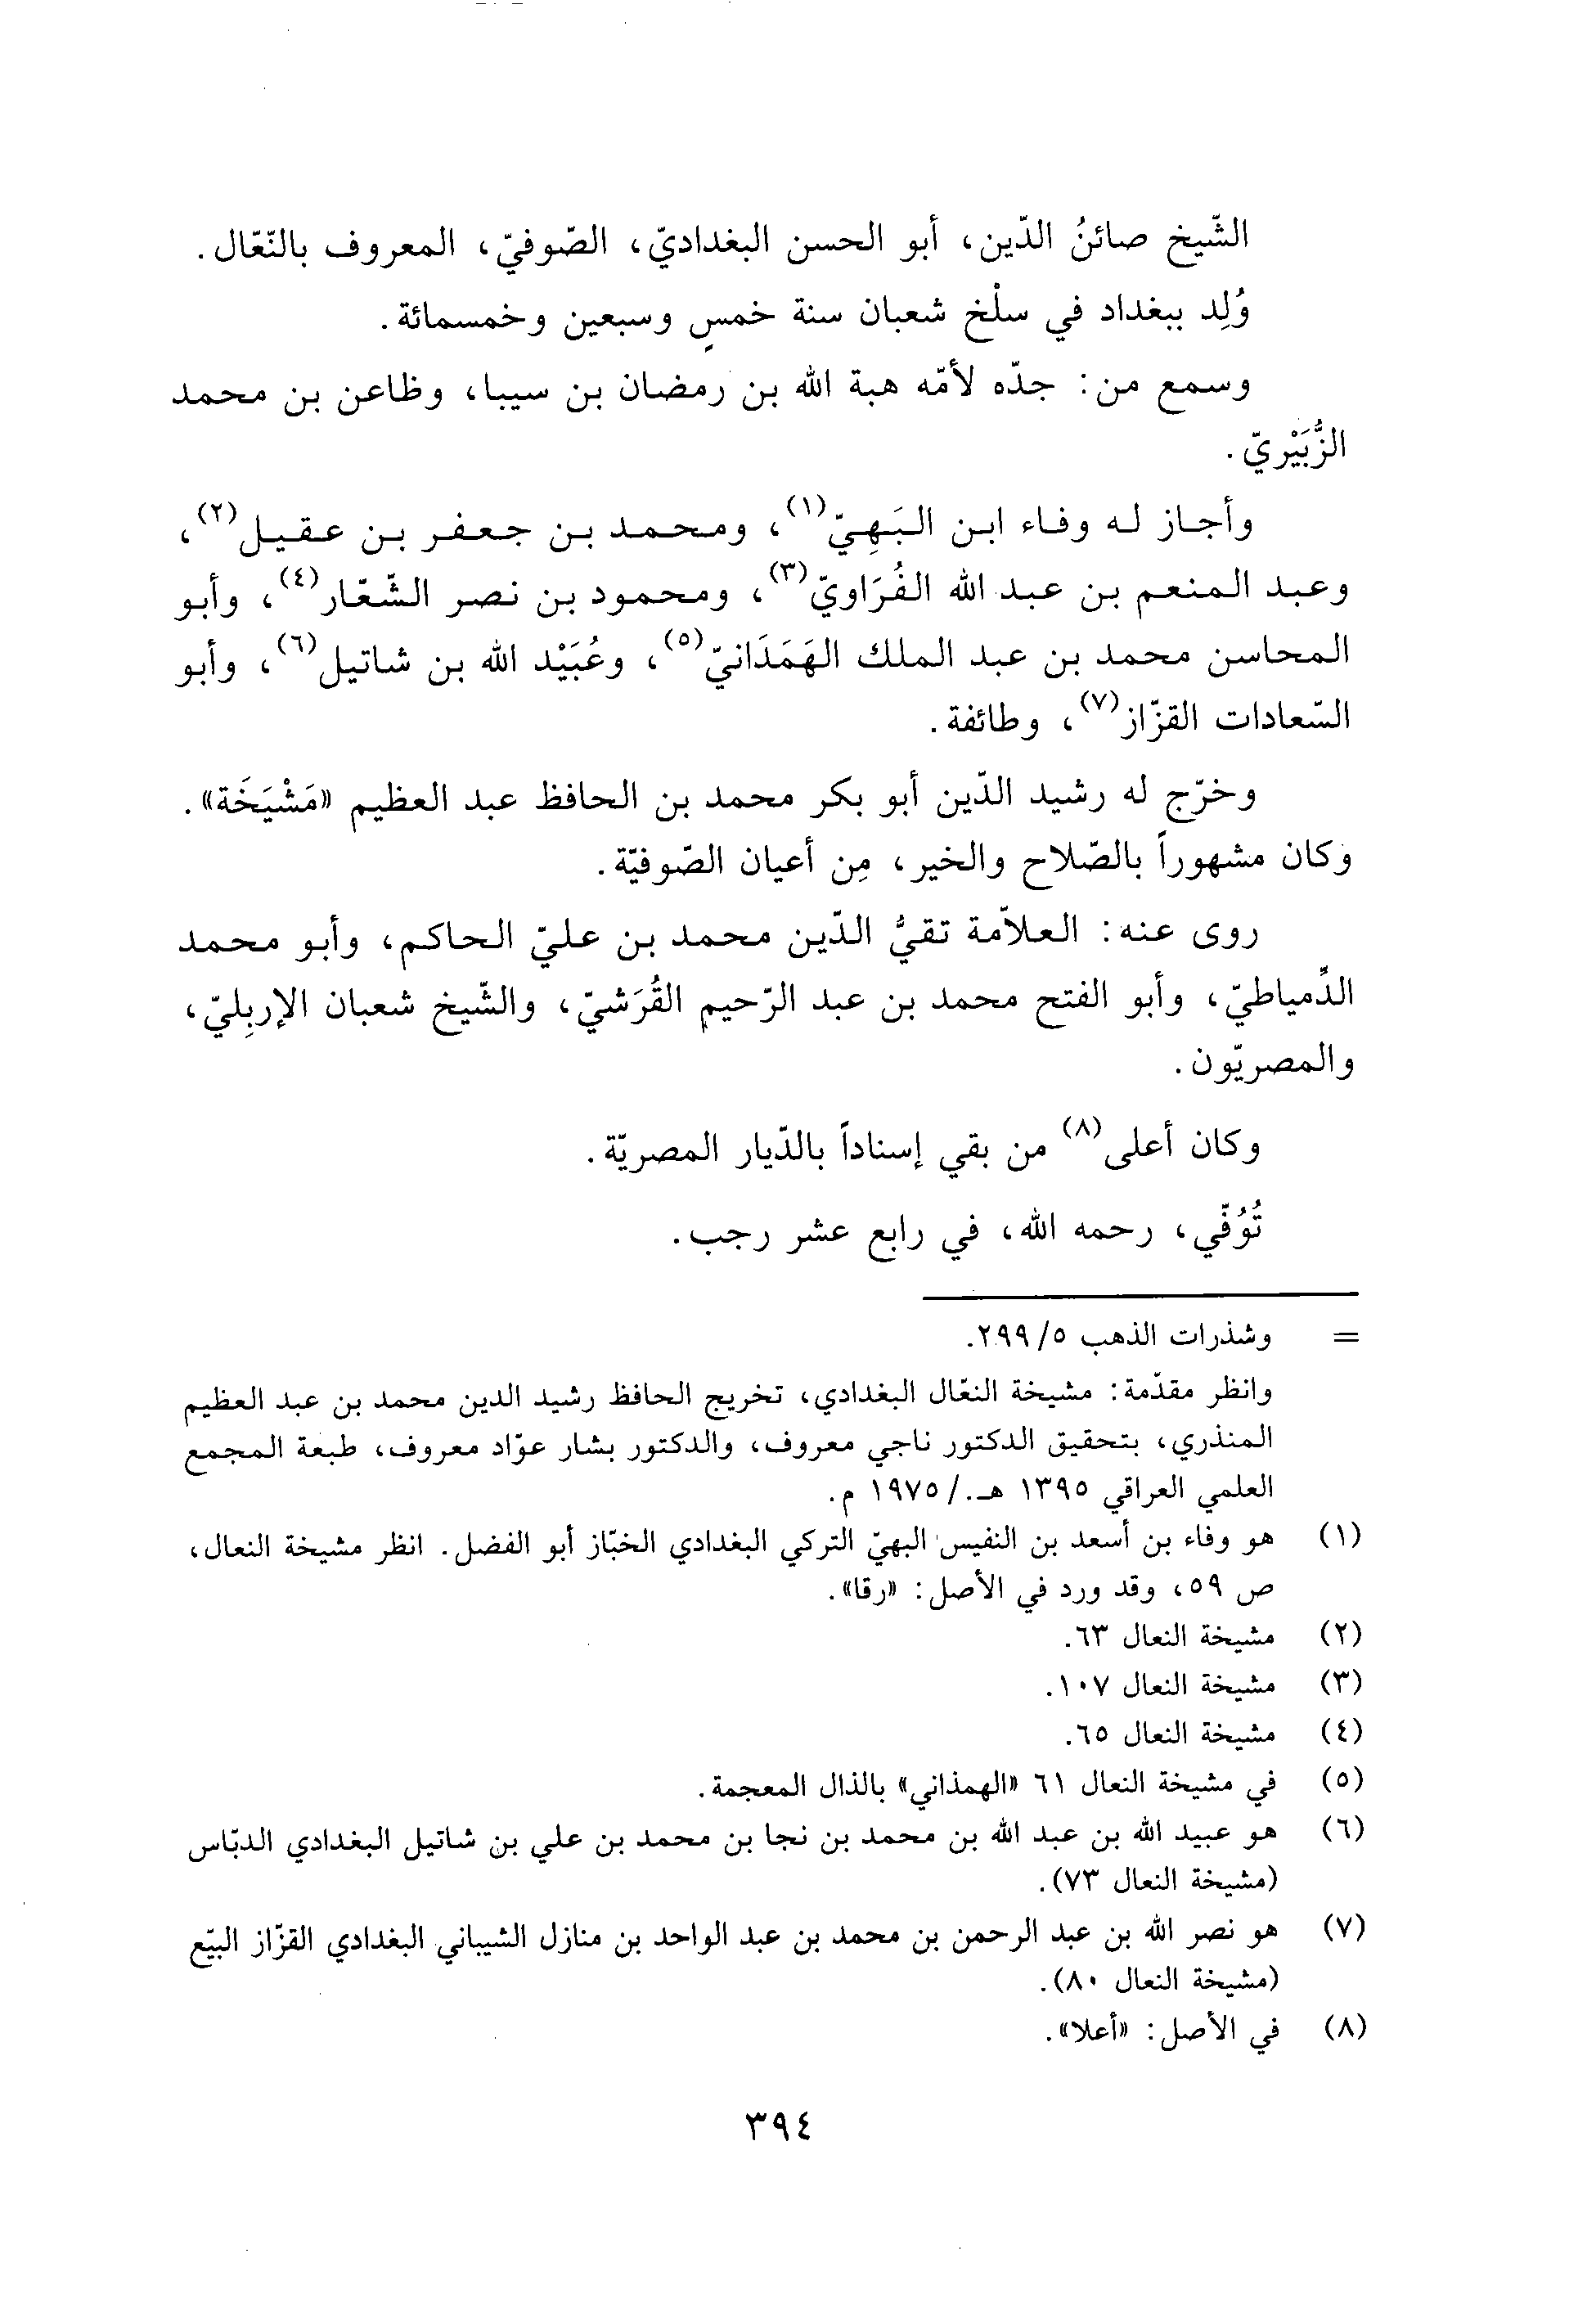 الشّيخ صائنُ الدّين، أبو الحسن البغداديّ، الصّوفيّ، المعروف بالنّعّال.
وُلِد ببغداد في سلْخ شعبان سنة خمسٍ وسبعين وخمسمائة.
وسمع من: جدّه لأمّه هبة الله بن رمضان بن سيبا، وظاعن بن محمد
الزُّبَيْريّ.
وأجاز له وفاء ابن البَهِيّ(١)، ومحمد بن جعفر بن عقيل(٢)،
وعبد المنعم بن عبد الله الفُرَاويّ(٣)، ومحمود بن نصر الشّعّار(٤)، وأبو
المحاسن محمد بن عبد الملك الهَمَدَانيّ(٥)، وعُبَيْد الله بن شاتيل(٦)، وأبو
السّعادات القزّاز(٧)، وطائفة.
وخرّج له رشيد الدّين أبو بكر محمد بن الحافظ عبد العظيم «مَشْيَخَة».
وكان مشهوراً بالصّلاح والخير، مِن أعيان الصّوفيّة.
روى عنه: العلاّمة تقيُّ الدّين محمد بن عليّ الحاكم، وأبو محمد
الدِّمياطيّ، وأبو الفتح محمد بن عبد الرّحيم القُرَشيّ، والشّيخ شعبان الإربِليّ،
والمصريّون.
وكان أعلى(٨) من بقي إسناداً بالدّيار المصريّة.
تُوُفّي، رحمه الله، في رابع عشر رجب.
= وشذرات الذهب ٥/ ٢٩٩.
وانظر مقدّمة: مشيخة النعّال البغدادي، تخريج الحافظ رشيد الدين محمد بن عبد العظيم
المنذري، بتحقيق الدكتور ناجي معروف، والدكتور بشار عوّاد معروف، طبعة المجمع
العلمي العراقي ١٣٩٥ هـ./ ١٩٧٥ م.
(١) هو وفاء بن أسعد بن النفيس البهيّ التركي البغدادي الخبّاز أبو الفضل. انظر مشيخة النعال،
ص ٥٩، وقد ورد في الأصل: «رقا».
(٢) مشيخة النعال ٦٣.
(٣) مشيخة النعال ١٠٧.
(٤) مشيخة النعال ٦٥.
(٥) في مشيخة النعال ٦١ «الهمذاني» بالذال المعجمة.
(٦) هو عبيد الله بن عبد الله بن محمد بن نجا بن محمد بن علي بن شاتيل البغدادي الدبّاس
(مشيخة النعال ٧٣).
(٧) هو نصر الله بن عبد الرحمن بن محمد بن عبد الواحد بن منازل الشيباني البغدادي القزّاز البيّع
(مشيخة النعال ٨٠).
(٨) في الأصل: «أعلا».
٣٩٤